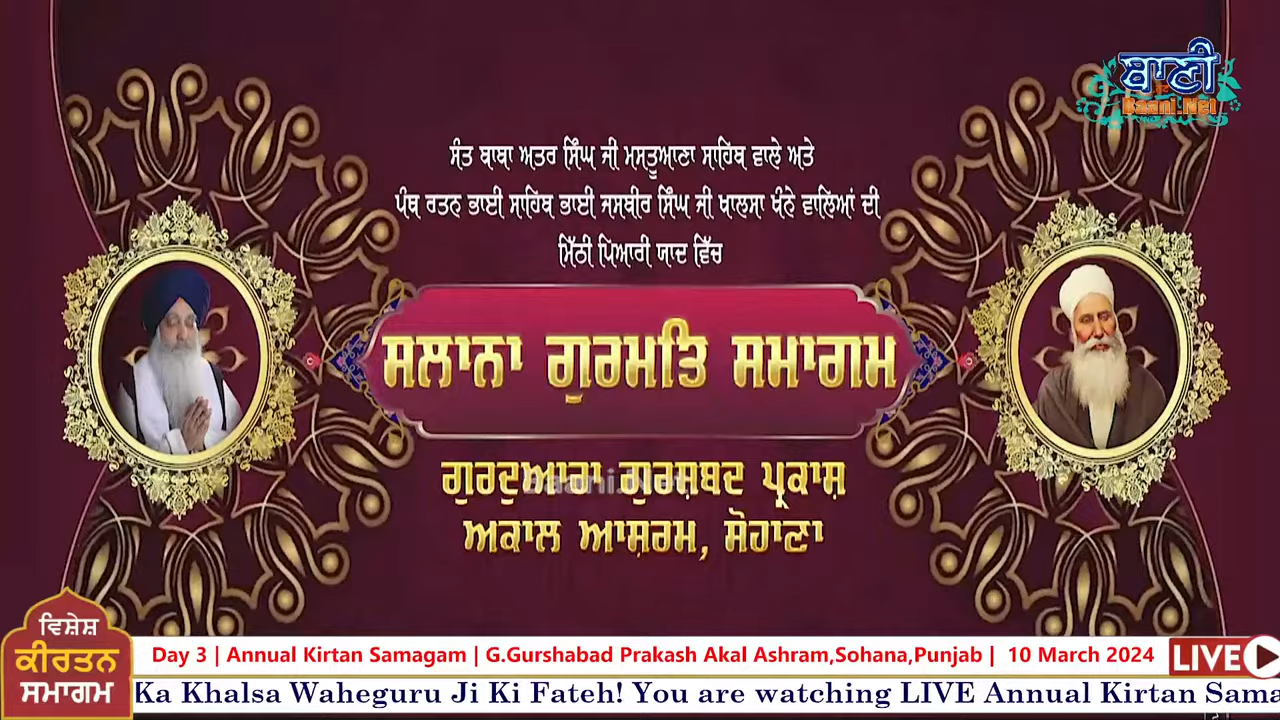 ਬਾਣੀ
Baani.Net
ਸੰਤ ਬਾਬਾ ਅਤਰ ਸਿੰਘ ਜੀ ਮਸਤੂਆਣਾ ਸਾਹਿਬ ਵਾਲੇ ਅਤੇ
ਪੰਥ ਰਤਨ ਭਾਈ ਸਾਹਿਬ ਭਾਈ ਜਸਬੀਰ ਸਿੰਘ ਜੀ ਖਾਲਸਾ ਖੰਨੇ ਵਾਲਿਆਂ ਦੀ
ਮਿੱਠੀ ਪਿਆਰੀ ਯਾਦ ਵਿੱਚ
ਸਲਾਨਾ ਗੁਰਮਤਿ ਸਮਾਗਮ
ਗੁਰਦੁਆਰਾ ਗੁਰਸ਼ਬਦ ਪ੍ਰਕਾਸ਼
Baani.Net
ਅਕਾਲ ਆਸ਼ਰਮ, ਸੋਹਾਣਾ
ਵਿਸ਼ੇਸ਼
ਕੀਰਤਨ
ਸਮਾਗਮ
Day 3 | Annual Kirtan Samagam | G.Gurshabad Prakash Akal Ashram,Sohana,Punjab | 10 March 2024
LIVE
Ka Khalsa Waheguru Ji Ki Fateh! You are watching LIVE Annual Kirtan Sama